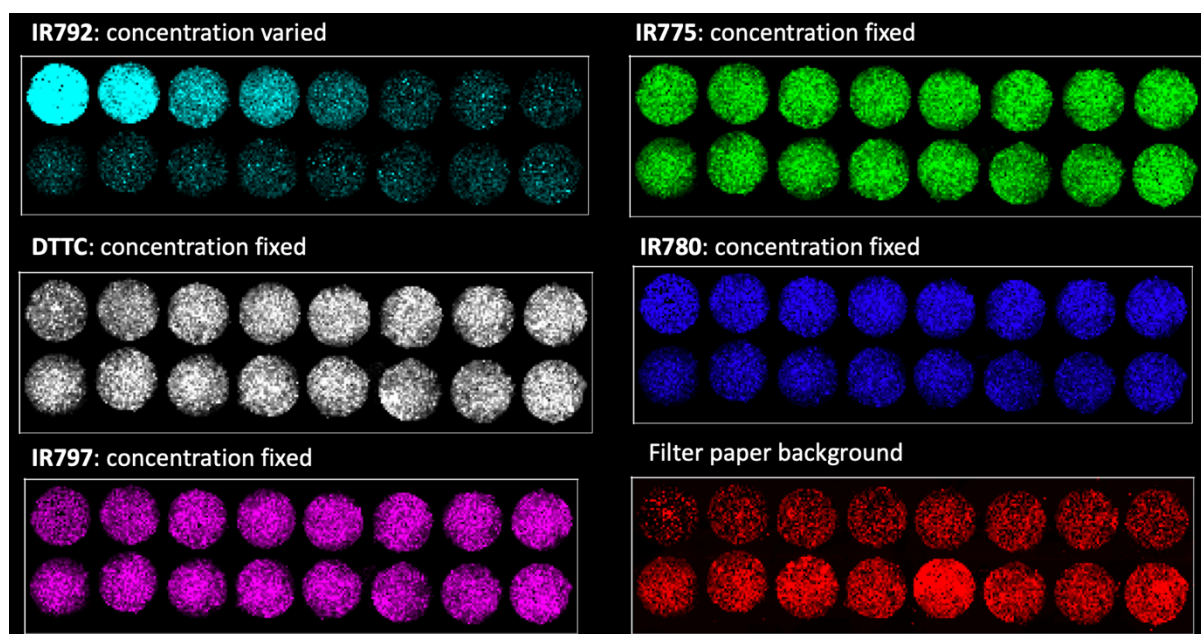 IR792: concentration varied
IR775: concentration fixed
DTTC: concentration fixed
IR780: concentration fixed
IR797: concentration fixed
Filter paper background